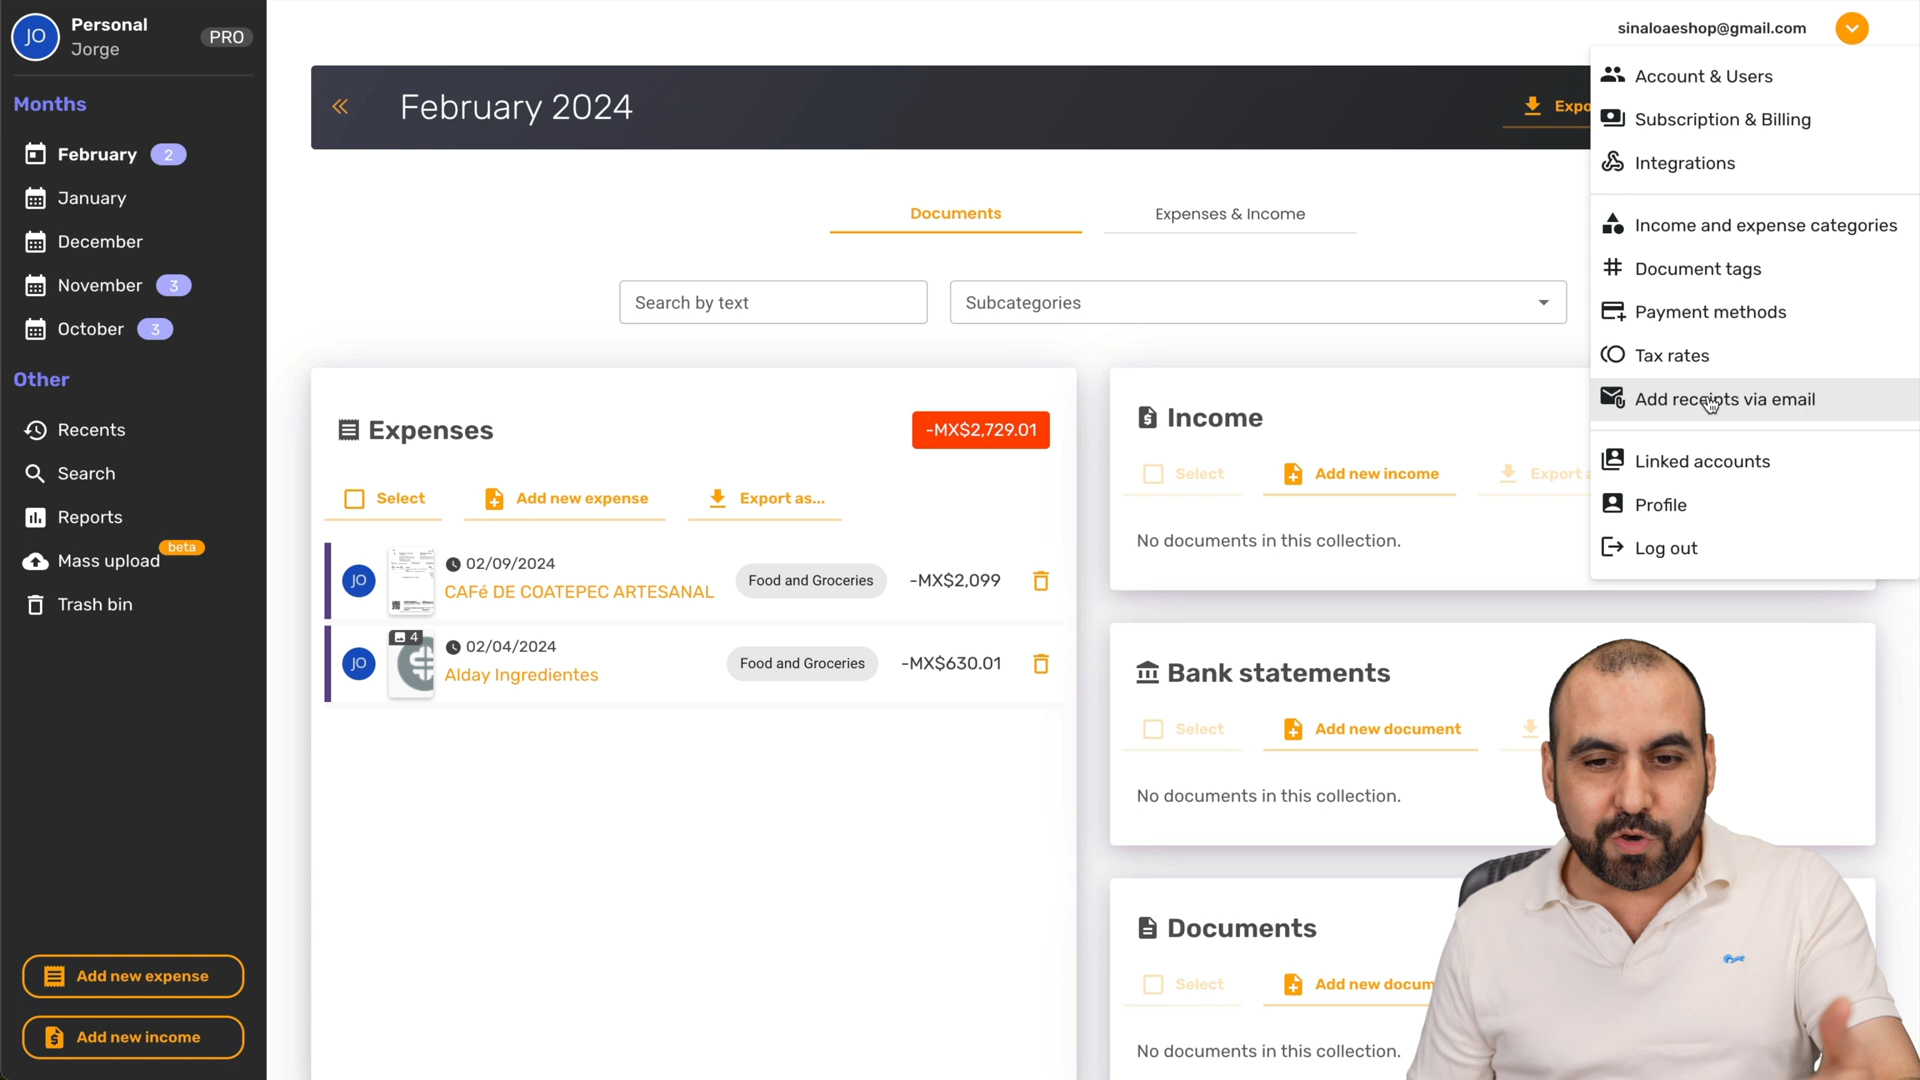 JO
Personal
Jorge
PRO
Months
February 2
January
December
November 3
October 3
Other
Recents
Search
Reports
Mass upload beta
Trash bin
Add new expense
Add new income
sinaloaeshop@gmail.com
February 2024
Expo
Documents
Expenses & Income
Search by text
Subcategories
Expenses
-MX$2,729.01
Select
Add new expense
Export as...
JO
02/09/2024
CAFé DE COATEPEC ARTESANAL
Food and Groceries
-MX$2,099
JO
4
02/04/2024
Alday Ingredientes
Food and Groceries
-MX$630.01
Income
Select
Add new income
Export a
No documents in this collection.
Bank statements
Select
Add new document
No documents in this collection.
Documents
Select
Add new docum
No documents in this collection.
Account & Users
Subscription & Billing
Integrations
Income and expense categories
Document tags
Payment methods
Tax rates
Add receipts via email
Linked accounts
Profile
Log out